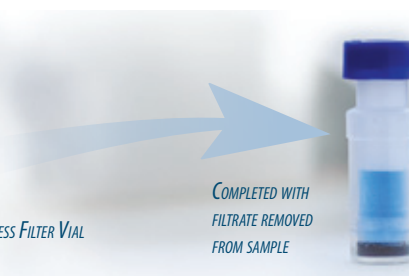 COMPLETED WITH
FILTRATE REMOVED
FROM SAMPLE
ESS FILTER VIAL